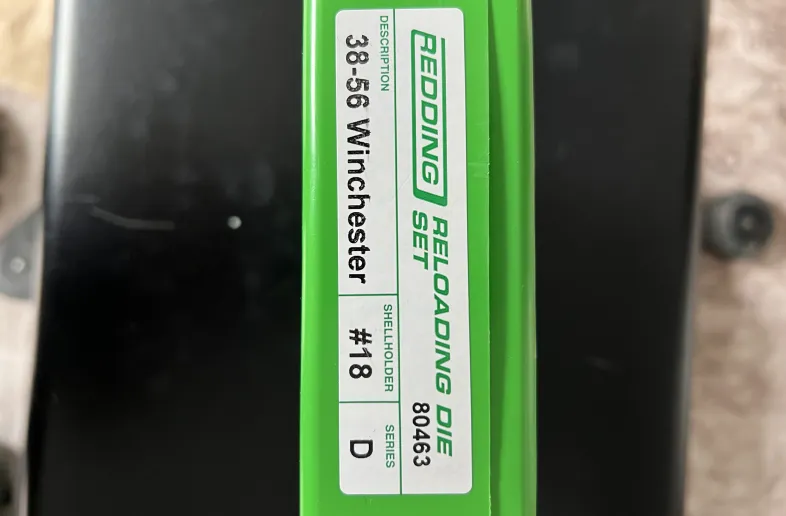 REDDING RELOADING DIE
SET
80463
DESCRIPTION
SHELLHOLDER
SERIES
38-56 Winchester
#18
D